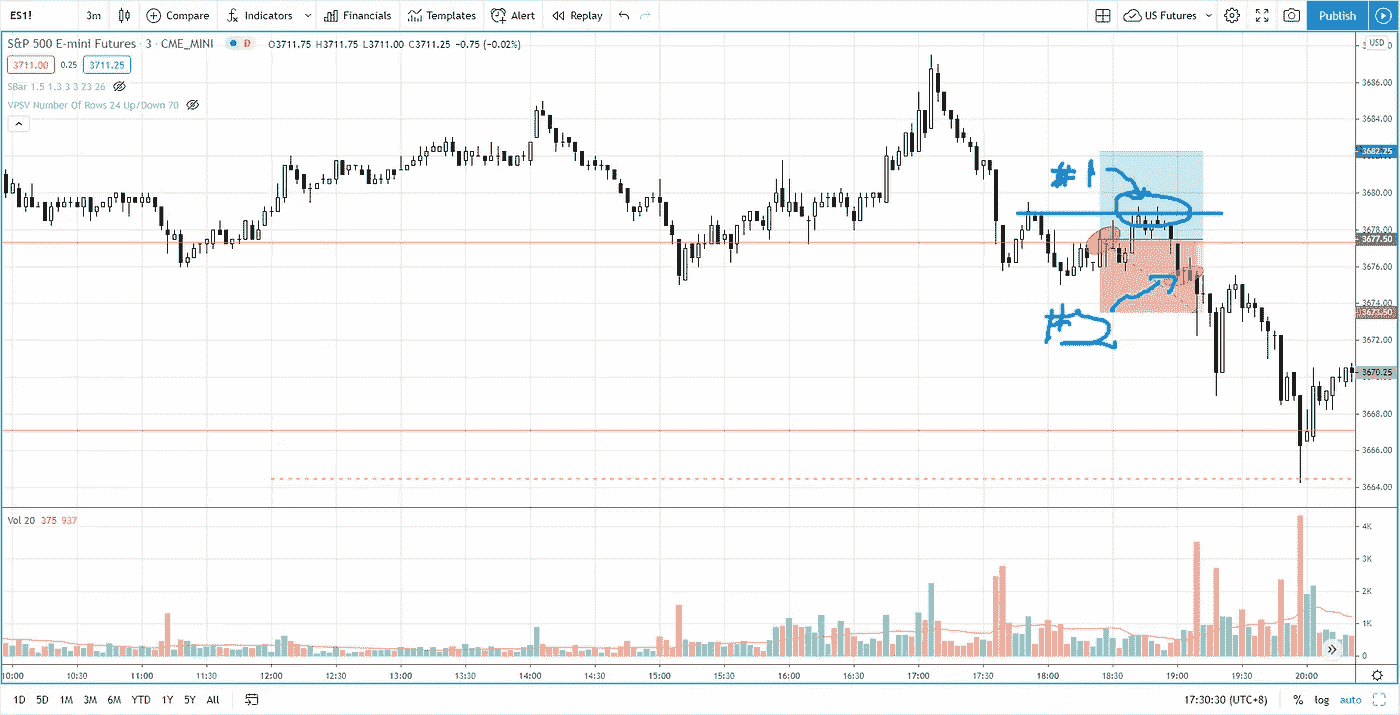 ES1! 3m Compare Indicators Financials Templates Alert Replay US Futures Publish
S&P 500 E-mini Futures · 3 · CME_MINI D O3711.75 H3711.75 L3711.00 C3711.25 -0.75 (-0.02%)
USD
3711.00 0.25 3711.25
SBar 1.5 1.3 3 3 23 26
VPSV Number Of Rows 24 Up/Down 70
3686.00
3684.00
3682.25
3680.00
3678.00
3677.50
3676.00
3674.00
3673.50
3672.00
3670.25
3668.00
3666.00
3664.00
#1
#2
Vol 20 375 937
4K
3K
2K
1K
0
10:00 10:30 11:00 11:30 12:00 12:30 13:00 13:30 14:00 14:30 15:00 15:30 16:00 16:30 17:00 17:30 18:00 18:30 19:00 19:30 20:00
1D 5D 1M 3M 6M YTD 1Y 5Y All 17:30:30 (UTC+8) % log auto